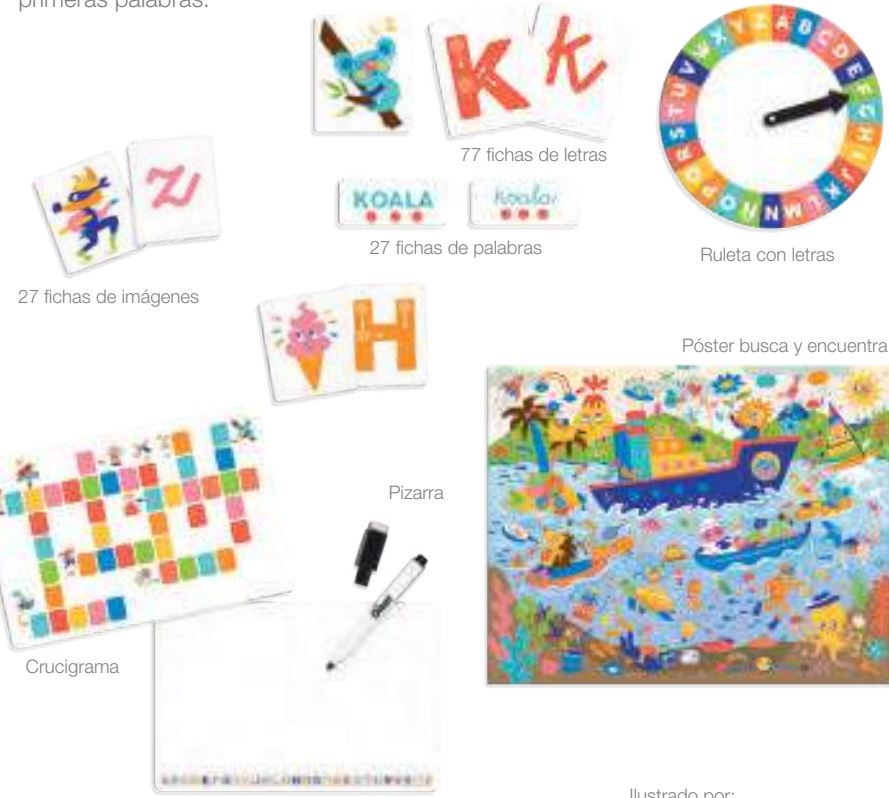 primeras palabras.
K k
77 fichas de letras
KOALA
koala
27 fichas de palabras
A B C D E F G H I J K L M N Ñ O P Q R S T U V W X Y Z
Ruleta con letras
z
27 fichas de imágenes
H
Póster busca y encuentra
Pizarra
Crucigrama
Ilustrado por: